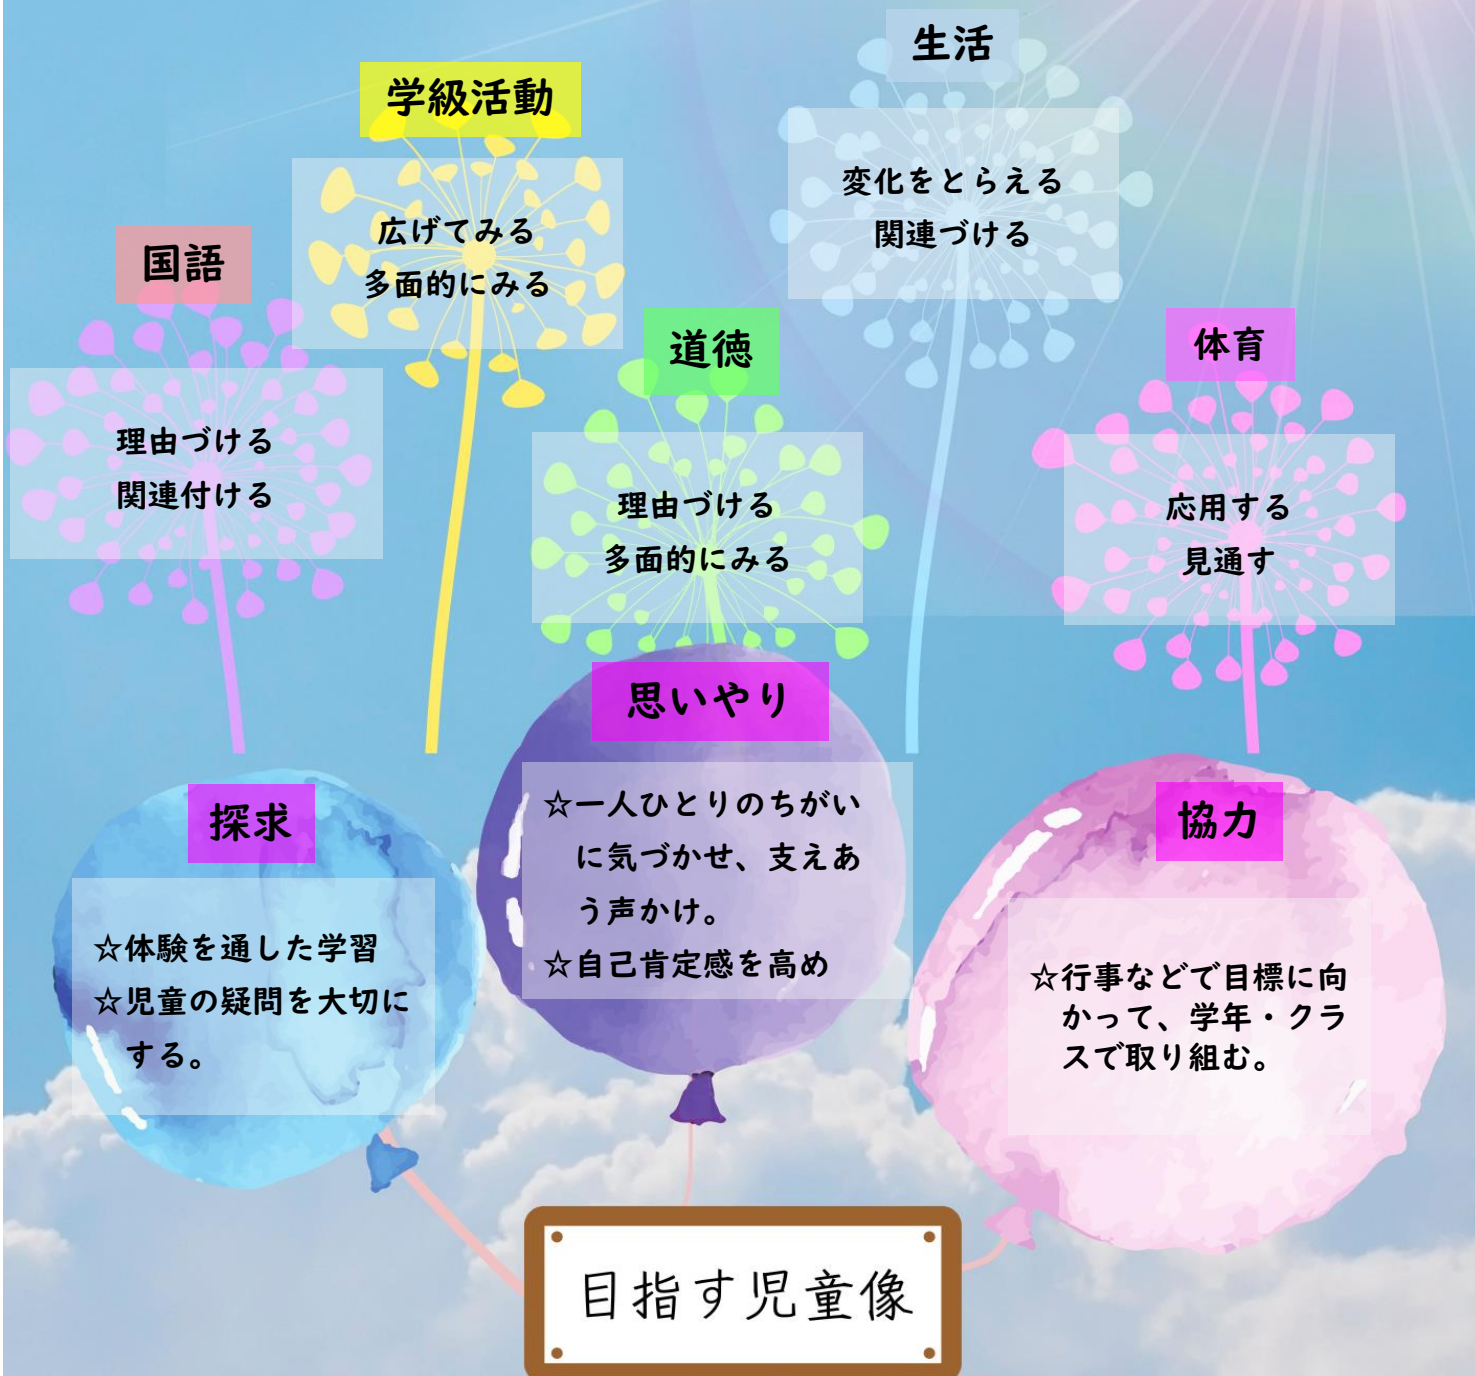 生活
学級活動
変化をとらえる
関連づける
広げてみる
多面的にみる
国語
理由づける
関連付ける
道徳
理由づける
多面的にみる
体育
応用する
見通す
思いやり
☆一人ひとりのちがい
に気づかせ、支えあ
う声かけ。
☆自己肯定感を高め
探求
☆体験を通した学習
☆児童の疑問を大切に
する。
協力
☆行事などで目標に向
かって、学年・クラ
スで取り組む。
目指す児童像